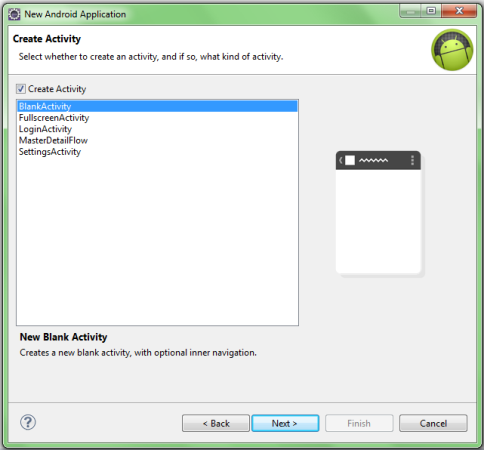 New Android Application
Create Activity
Select whether to create an activity, and if so, what kind of activity.
Create Activity
BlankActivity
FullscreenActivity
LoginActivity
MasterDetailFlow
SettingsActivity
New Blank Activity
Creates a new blank activity, with optional inner navigation.
? < Back Next > Finish Cancel